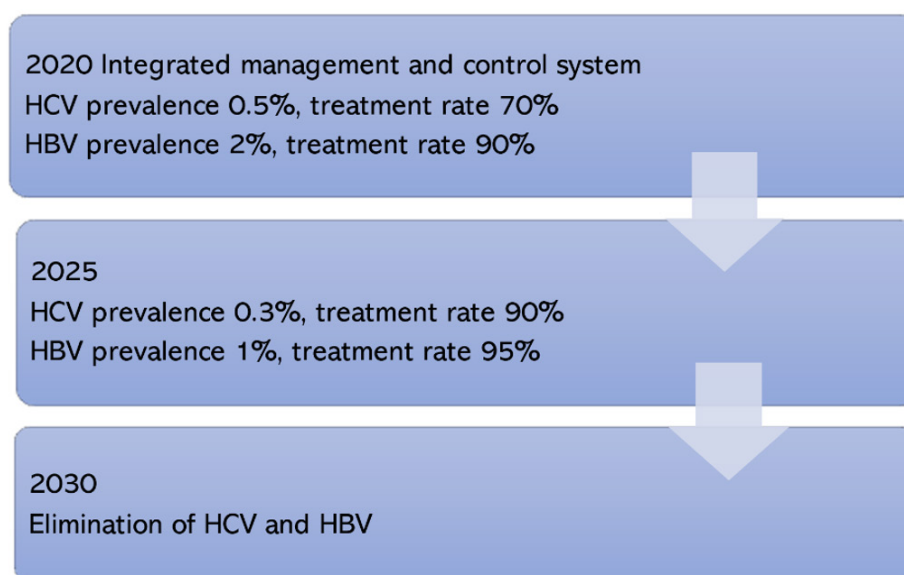 2020 Integrated management and control system
HCV prevalence 0.5%, treatment rate 70%
HBV prevalence 2%, treatment rate 90%
2025
HCV prevalence 0.3%, treatment rate 90%
HBV prevalence 1%, treatment rate 95%
2030
Elimination of HCV and HBV